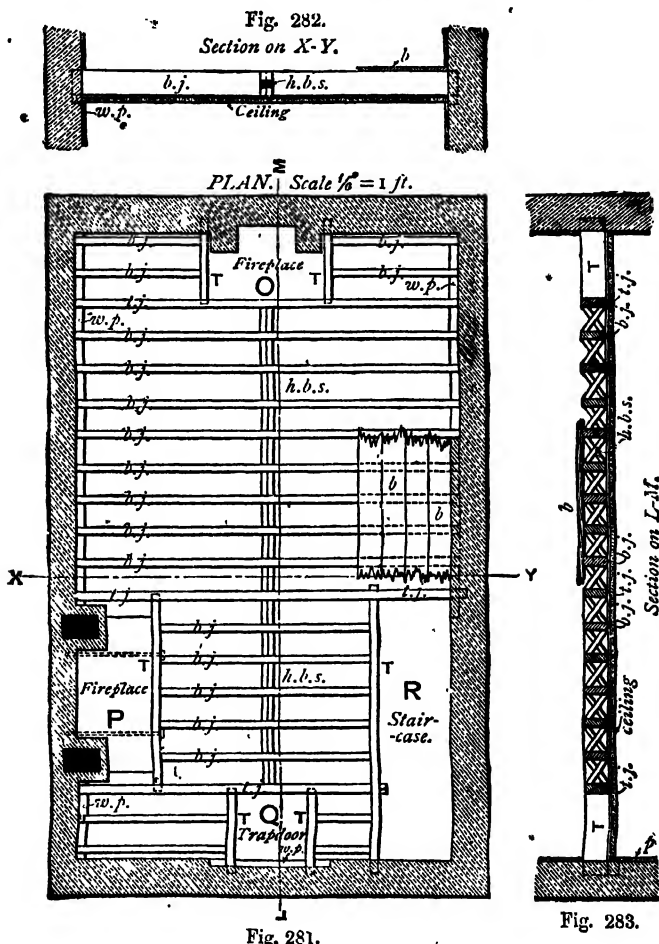 Fig. 282.
Section on X-Y.
b
b.j.
h.b.s.
w.p.
Ceiling
M
PLAN. Scale 1/8" = 1 ft.
b.j.
b.j.
Fireplace
b.j.
T
T
b.j.
O
w.p.
t.j.
w.p.
b.j.
b.j.
h.b.s.
b.j.
b.j.
b.j.
b
b.j.
b
b.j.
b.j.
X
Y
t.j.
t.j.
b.j.
T
b.j.
T
Fireplace
h.b.s.
R
P
b.j.
Stair-
-case.
b.j.
b.j.
t.j.
w.p.
T
Q
T
Trapdoor
w.p.
L
Fig. 281.
T
t.j.
b.j.
h.b.s.
b
Section on L-M.
b.j.
t.j.
b.j.
ceiling
t.j.
T
p.
Fig. 283.